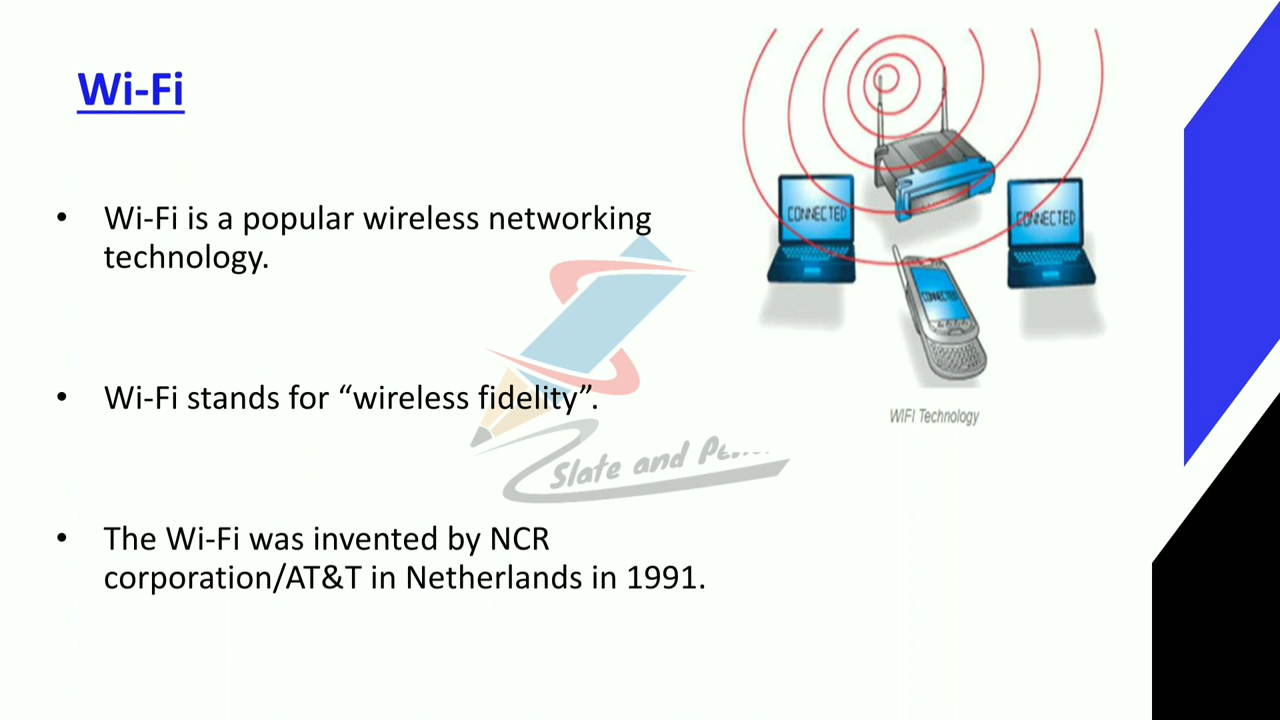 Wi-Fi
• Wi-Fi is a popular wireless networking
technology.
• Wi-Fi stands for “wireless fidelity”.
• The Wi-Fi was invented by NCR
corporation/AT&T in Netherlands in 1991.
CONNECTED
CONNECTED
CONNECTED
WIFI Technology
Slate and